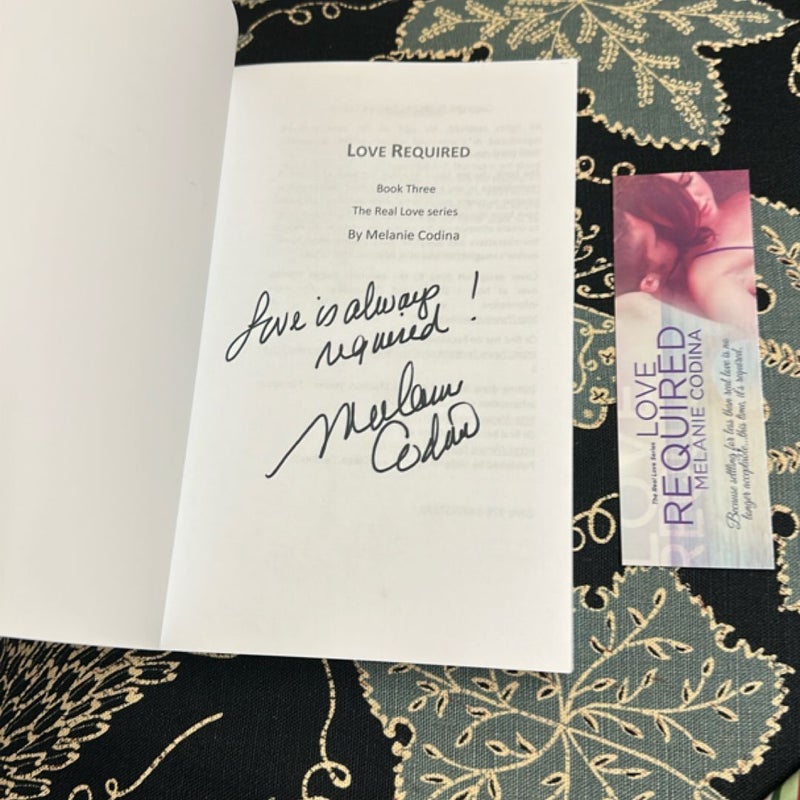 LOVE REQUIRED
Book Three
The Real Love series
By Melanie Codina
Love is always
required !
Melanie
Codina
The Real Love Series
LOVE
REQUIRED
MELANIE CODINA
Because settling for less than real love is no
longer acceptable...this time, it's required.